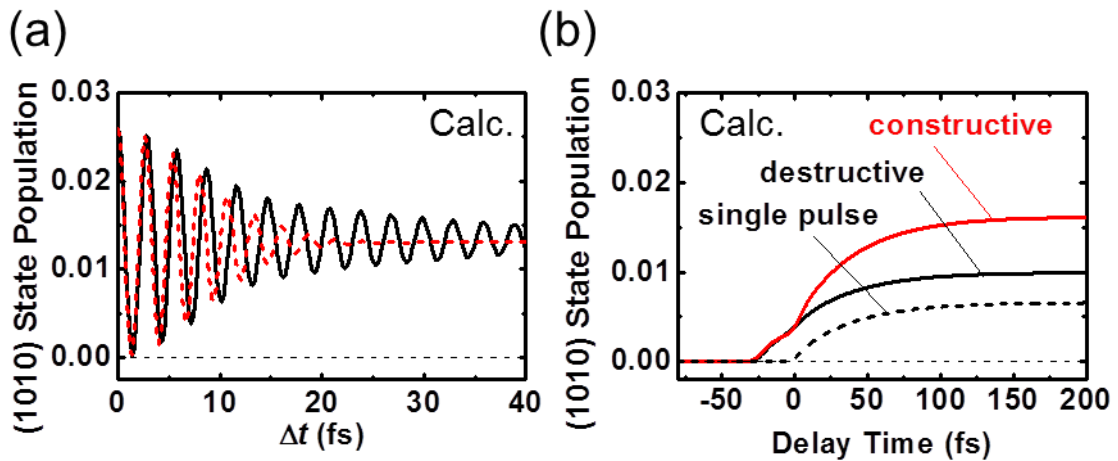 (a)
(b)
0.03
0.02
0.01
0.00
(1010) State Population
Calc.
0
10
20
30
40
Δt (fs)
0.03
0.02
0.01
0.00
(1010) State Population
Calc.
constructive
destructive
single pulse
-50
0
50
100
150
200
Delay Time (fs)